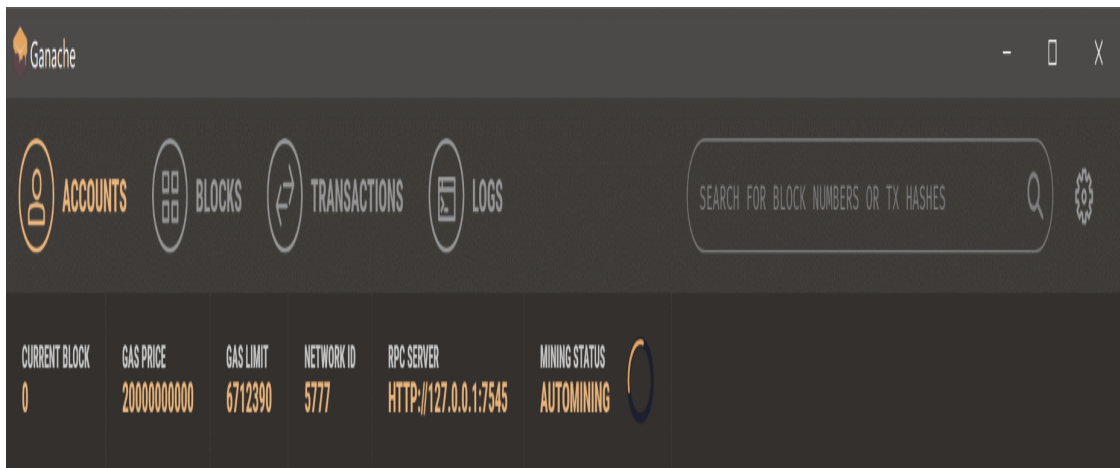 Ganache
ACCOUNTS BLOCKS TRANSACTIONS LOGS SEARCH FOR BLOCK NUMBERS OR TX HASHES
CURRENT BLOCK GAS PRICE GAS LIMIT NETWORK ID RPC SERVER MINING STATUS
0 20000000000 6712390 5777 HTTP://127.0.0.1:7545 AUTOMINING